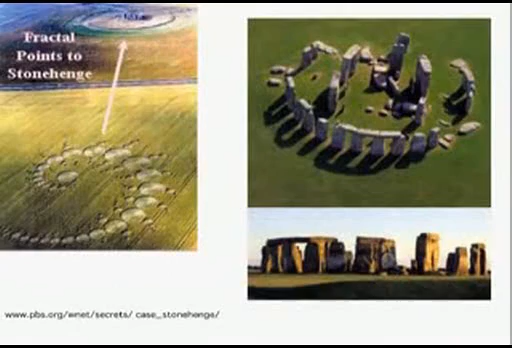 Fractal
Points to
Stonehenge
www.pbs.org/wnet/secrets/ case_stonehenge/